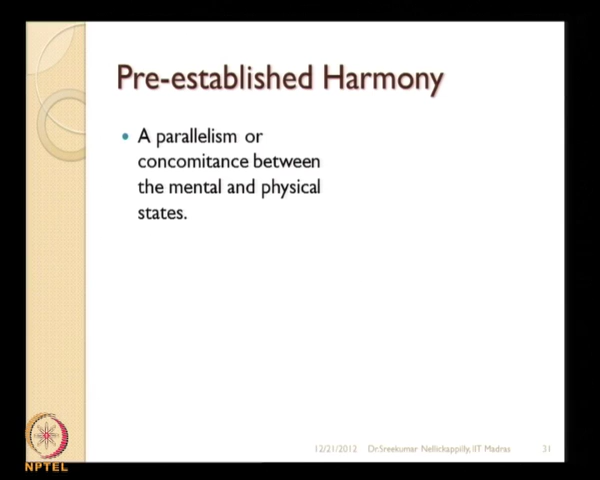 Pre-established Harmony
• A parallelism or
concomitance between
the mental and physical
states.
12/21/2012 Dr.Sreekumar Nellickappilly, IIT Madras 31
NPTEL